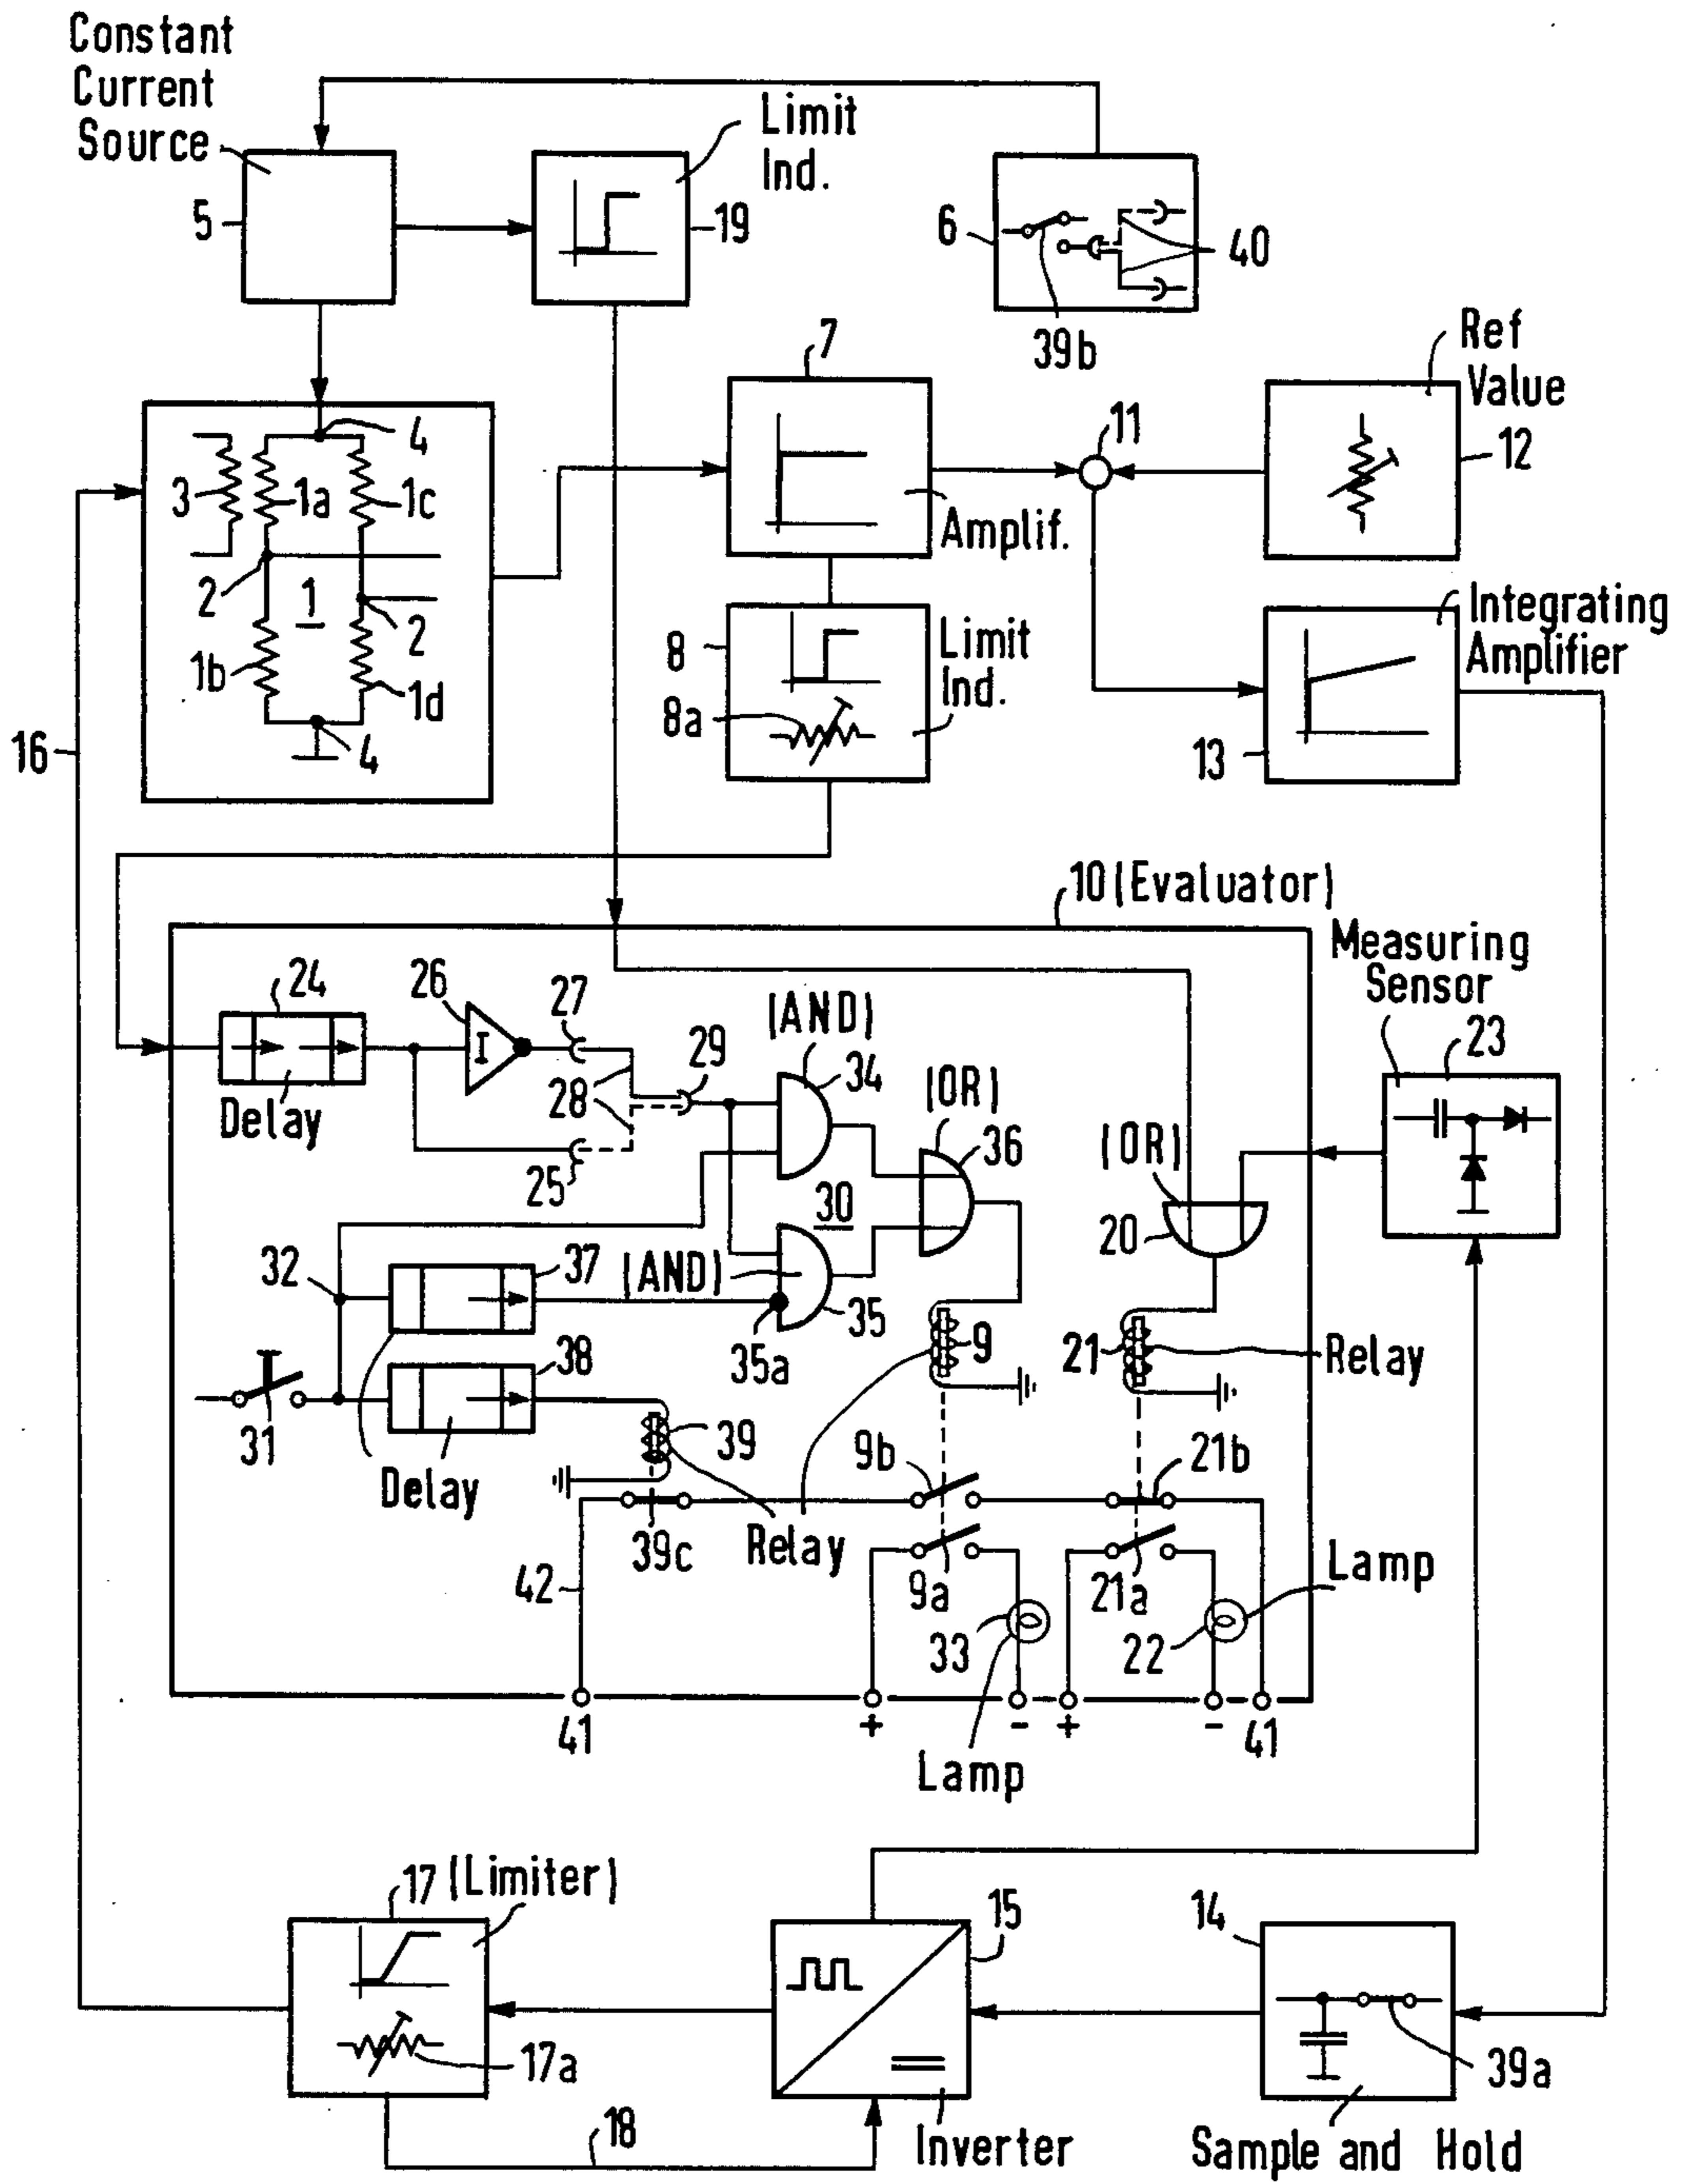 Constant
Current
Source
5
Limit
Ind.
19
6
40
39b
7
Ref
Value
12
11
4
3
1a
1c
2
1
2
1b
1d
4
Amplif.
8
8a
Limit
Ind.
Integrating
Amplifier
13
16
10 (Evaluator)
Measuring
Sensor
23
24
Delay
26
I
27
28
25
29
(AND)
34
(OR)
36
(OR)
20
30
32
37
(AND)
35
35a
38
31
Delay
39
9
21
Relay
9b
21b
39c
Relay
9a
21a
Lamp
42
33
22
41
+
-
+
-
41
Lamp
17 (Limiter)
17a
15
14
39a
18
Inverter
Sample and Hold